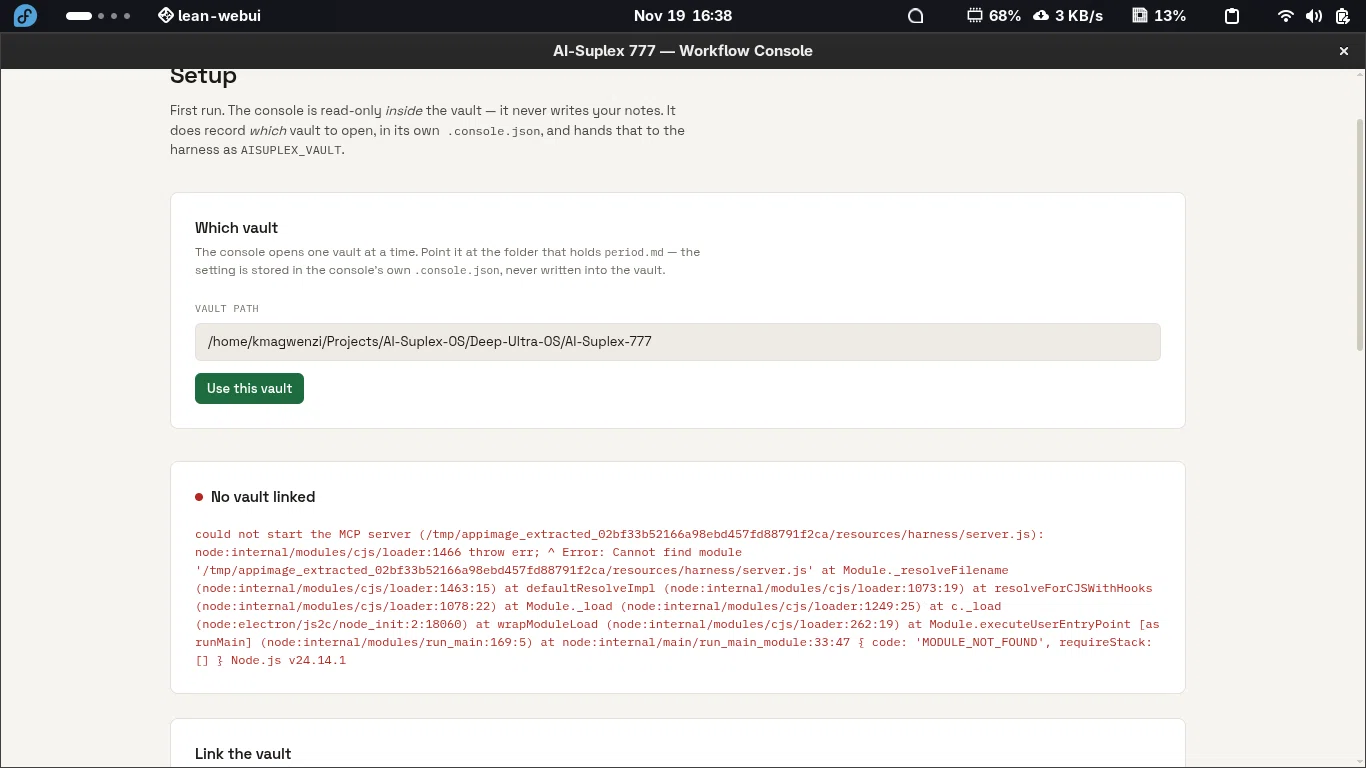 lean-webui
Nov 19 16:38
68%
3 KB/s
13%
AI-Suplex 777 — Workflow Console
Setup
First run. The console is read-only inside the vault — it never writes your notes. It
does record which vault to open, in its own .console.json, and hands that to the
harness as AISUPLEX_VAULT.
Which vault
The console opens one vault at a time. Point it at the folder that holds period.md — the
setting is stored in the console's own .console.json, never written into the vault.
VAULT PATH
/home/kmagwenzi/Projects/AI-Suplex-OS/Deep-Ultra-OS/AI-Suplex-777
Use this vault
No vault linked
could not start the MCP server (/tmp/appimage_extracted_02bf33b52166a98ebd457fd88791f2ca/resources/harness/server.js):
node:internal/modules/cjs/loader:1466 throw err; ^ Error: Cannot find module
'/tmp/appimage_extracted_02bf33b52166a98ebd457fd88791f2ca/resources/harness/server.js' at Module._resolveFilename
(node:internal/modules/cjs/loader:1463:15) at defaultResolveImpl (node:internal/modules/cjs/loader:1073:19) at resolveForCJSWithHooks
(node:internal/modules/cjs/loader:1078:22) at Module._load (node:internal/modules/cjs/loader:1249:25) at c._load
(node:electron/js2c/node_init:2:18060) at wrapModuleLoad (node:internal/modules/cjs/loader:262:19) at Module.executeUserEntryPoint [as
runMain] (node:internal/modules/run_main:169:5) at node:internal/main/run_main_module:33:47 { code: 'MODULE_NOT_FOUND', requireStack:
[] } Node.js v24.14.1
Link the vault